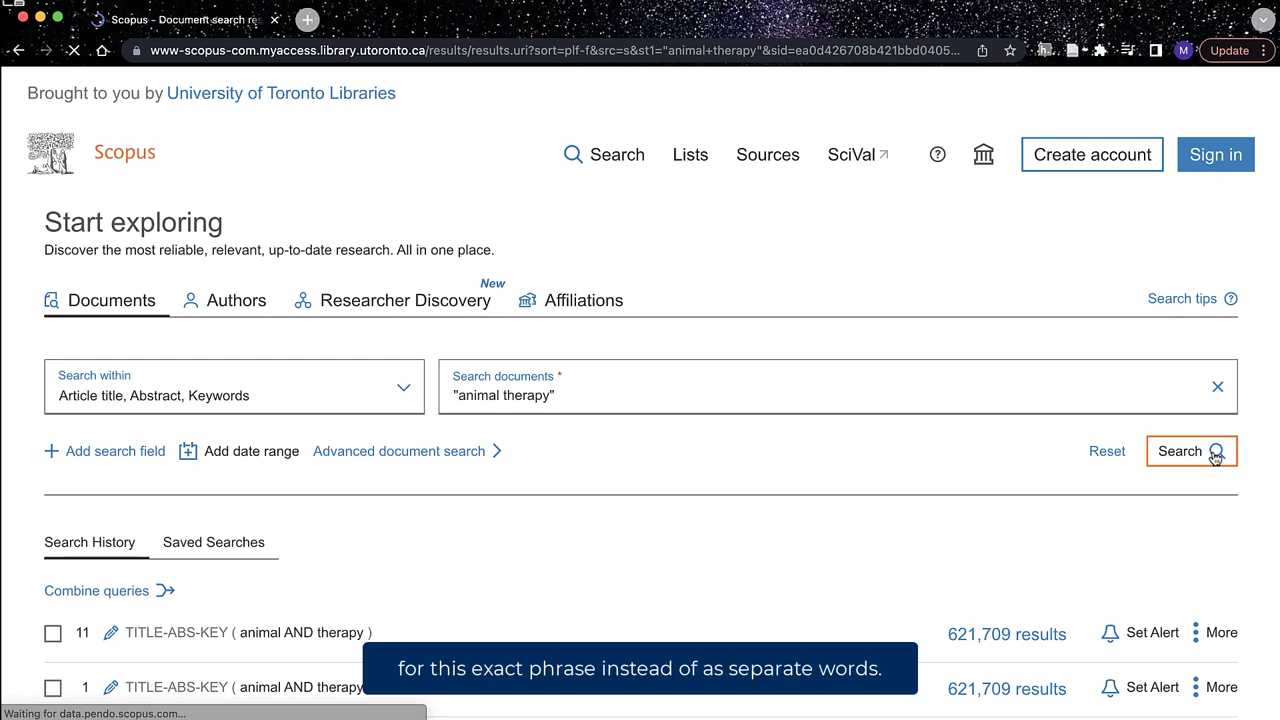 Scopus - Document search re
www-scopus-com.myaccess.library.utoronto.ca/results/results.uri?sort=plf-f&src=s&st1="animal+therapy"&sid=ea0d426708b421bbd0405...
M
Update
Brought to you by University of Toronto Libraries
Scopus
Search
Lists
Sources
SciVal
Create account
Sign in
Start exploring
Discover the most reliable, relevant, up-to-date research. All in one place.
New
Documents
Authors
Researcher Discovery
Affiliations
Search tips
Search within
Article title, Abstract, Keywords
Search documents *
"animal therapy"
Add search field
Add date range
Advanced document search
Reset
Search
Search History
Saved Searches
Combine queries
11 TITLE-ABS-KEY ( animal AND therapy ) 621,709 results Set Alert More
for this exact phrase instead of as separate words.
1 TITLE-ABS-KEY ( animal AND therapy 621,709 results Set Alert More
Waiting for data.pendo.scopus.com...